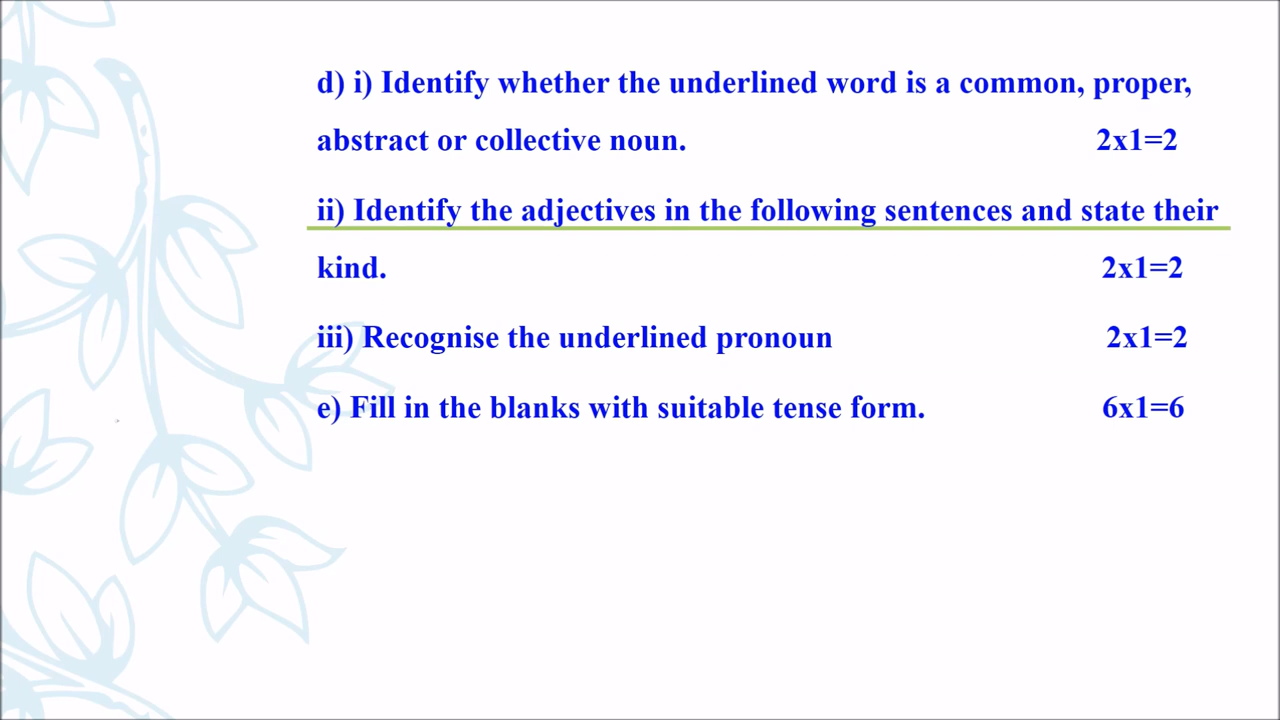 d) i) Identify whether the underlined word is a common, proper,
abstract or collective noun. 2x1=2
ii) Identify the adjectives in the following sentences and state their
kind. 2x1=2
iii) Recognise the underlined pronoun 2x1=2
e) Fill in the blanks with suitable tense form. 6x1=6